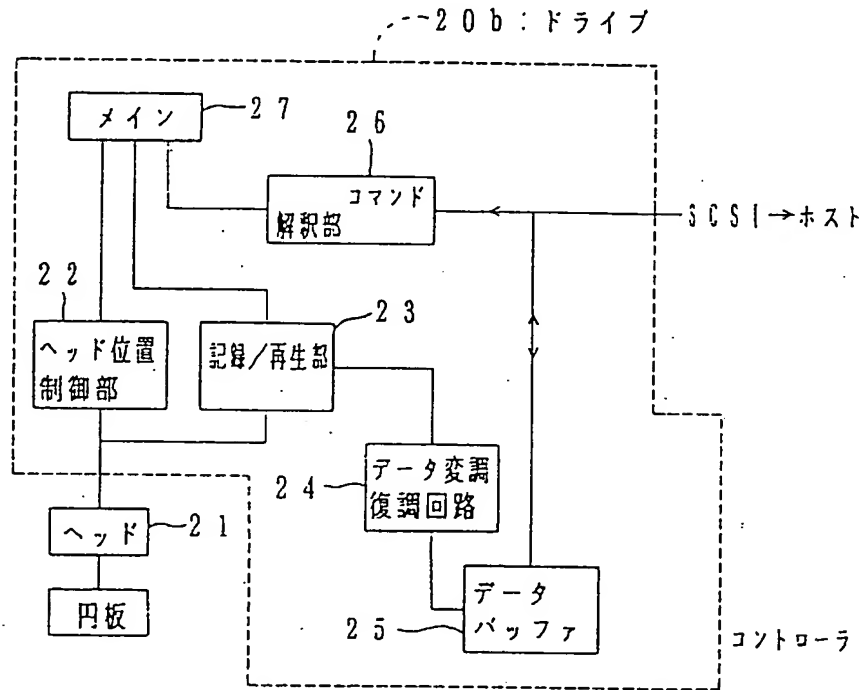 20b:ドライブ
メイン
27
26
コマンド
解釈部
SCSI→ホスト
22
23
ヘッド位置
制御部
記録/再生部
24
データ変調
復調回路
ヘッド
21
円板
データ
バッファ
25
コントローラ